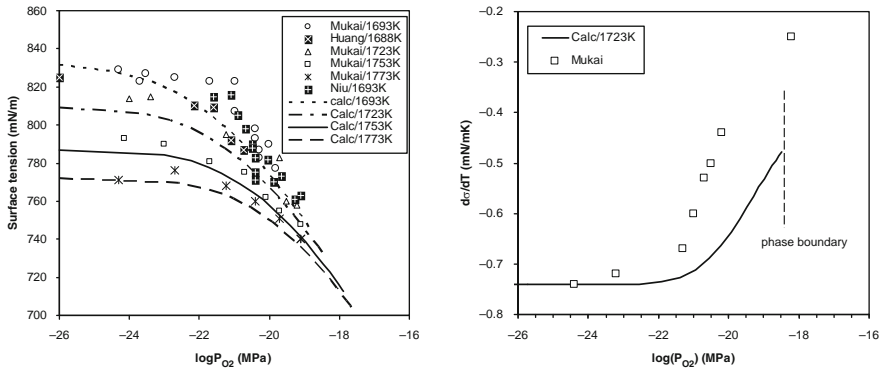 860
840
820
800
780
760
740
720
700
−26
−24
−22
−20
−18
−16
Surface tension (mN/m)
logP_O2 (MPa)
Mukai/1693K
Huang/1688K
Mukai/1723K
Mukai/1753K
Mukai/1773K
Niu/1693K
calc/1693K
Calc/1723K
Calc/1753K
Calc/1773K
−0.2
−0.3
−0.4
−0.5
−0.6
−0.7
−0.8
−26
−24
−22
−20
−18
−16
dσ/dT (mN/mK)
log(P_O2) (MPa)
Calc/1723K
Mukai
phase boundary